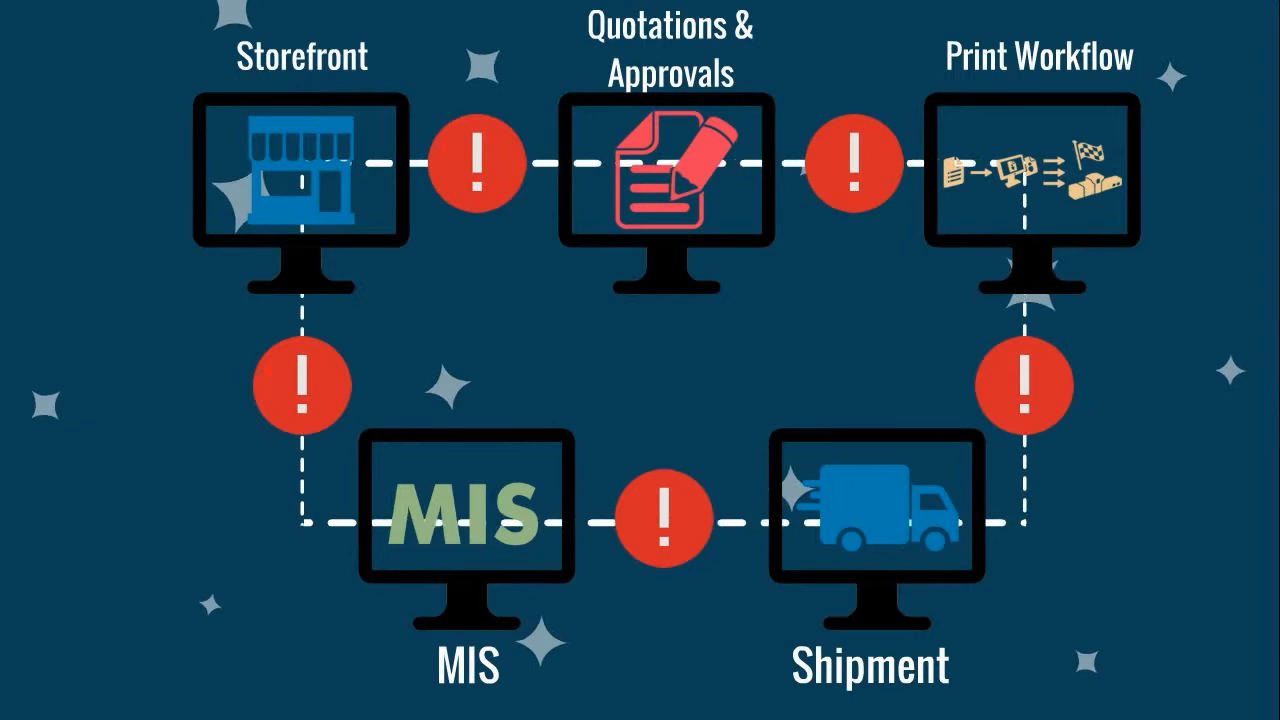 Storefront
Quotations &
Approvals
Print Workflow
!
!
!
!
MIS
!
MIS
Shipment